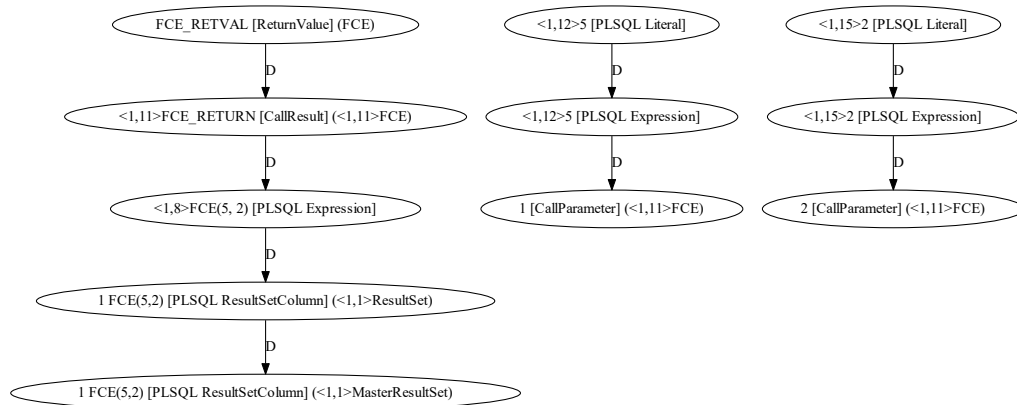 FCE_RETVAL [ReturnValue] (FCE)
<1,12>5 [PLSQL Literal]
<1,15>2 [PLSQL Literal]
D
D
D
<1,11>FCE_RETURN [CallResult] (<1,11>FCE)
<1,12>5 [PLSQL Expression]
<1,15>2 [PLSQL Expression]
D
D
D
<1,8>FCE(5, 2) [PLSQL Expression]
1 [CallParameter] (<1,11>FCE)
2 [CallParameter] (<1,11>FCE)
D
1 FCE(5,2) [PLSQL ResultSetColumn] (<1,1>ResultSet)
D
1 FCE(5,2) [PLSQL ResultSetColumn] (<1,1>MasterResultSet)